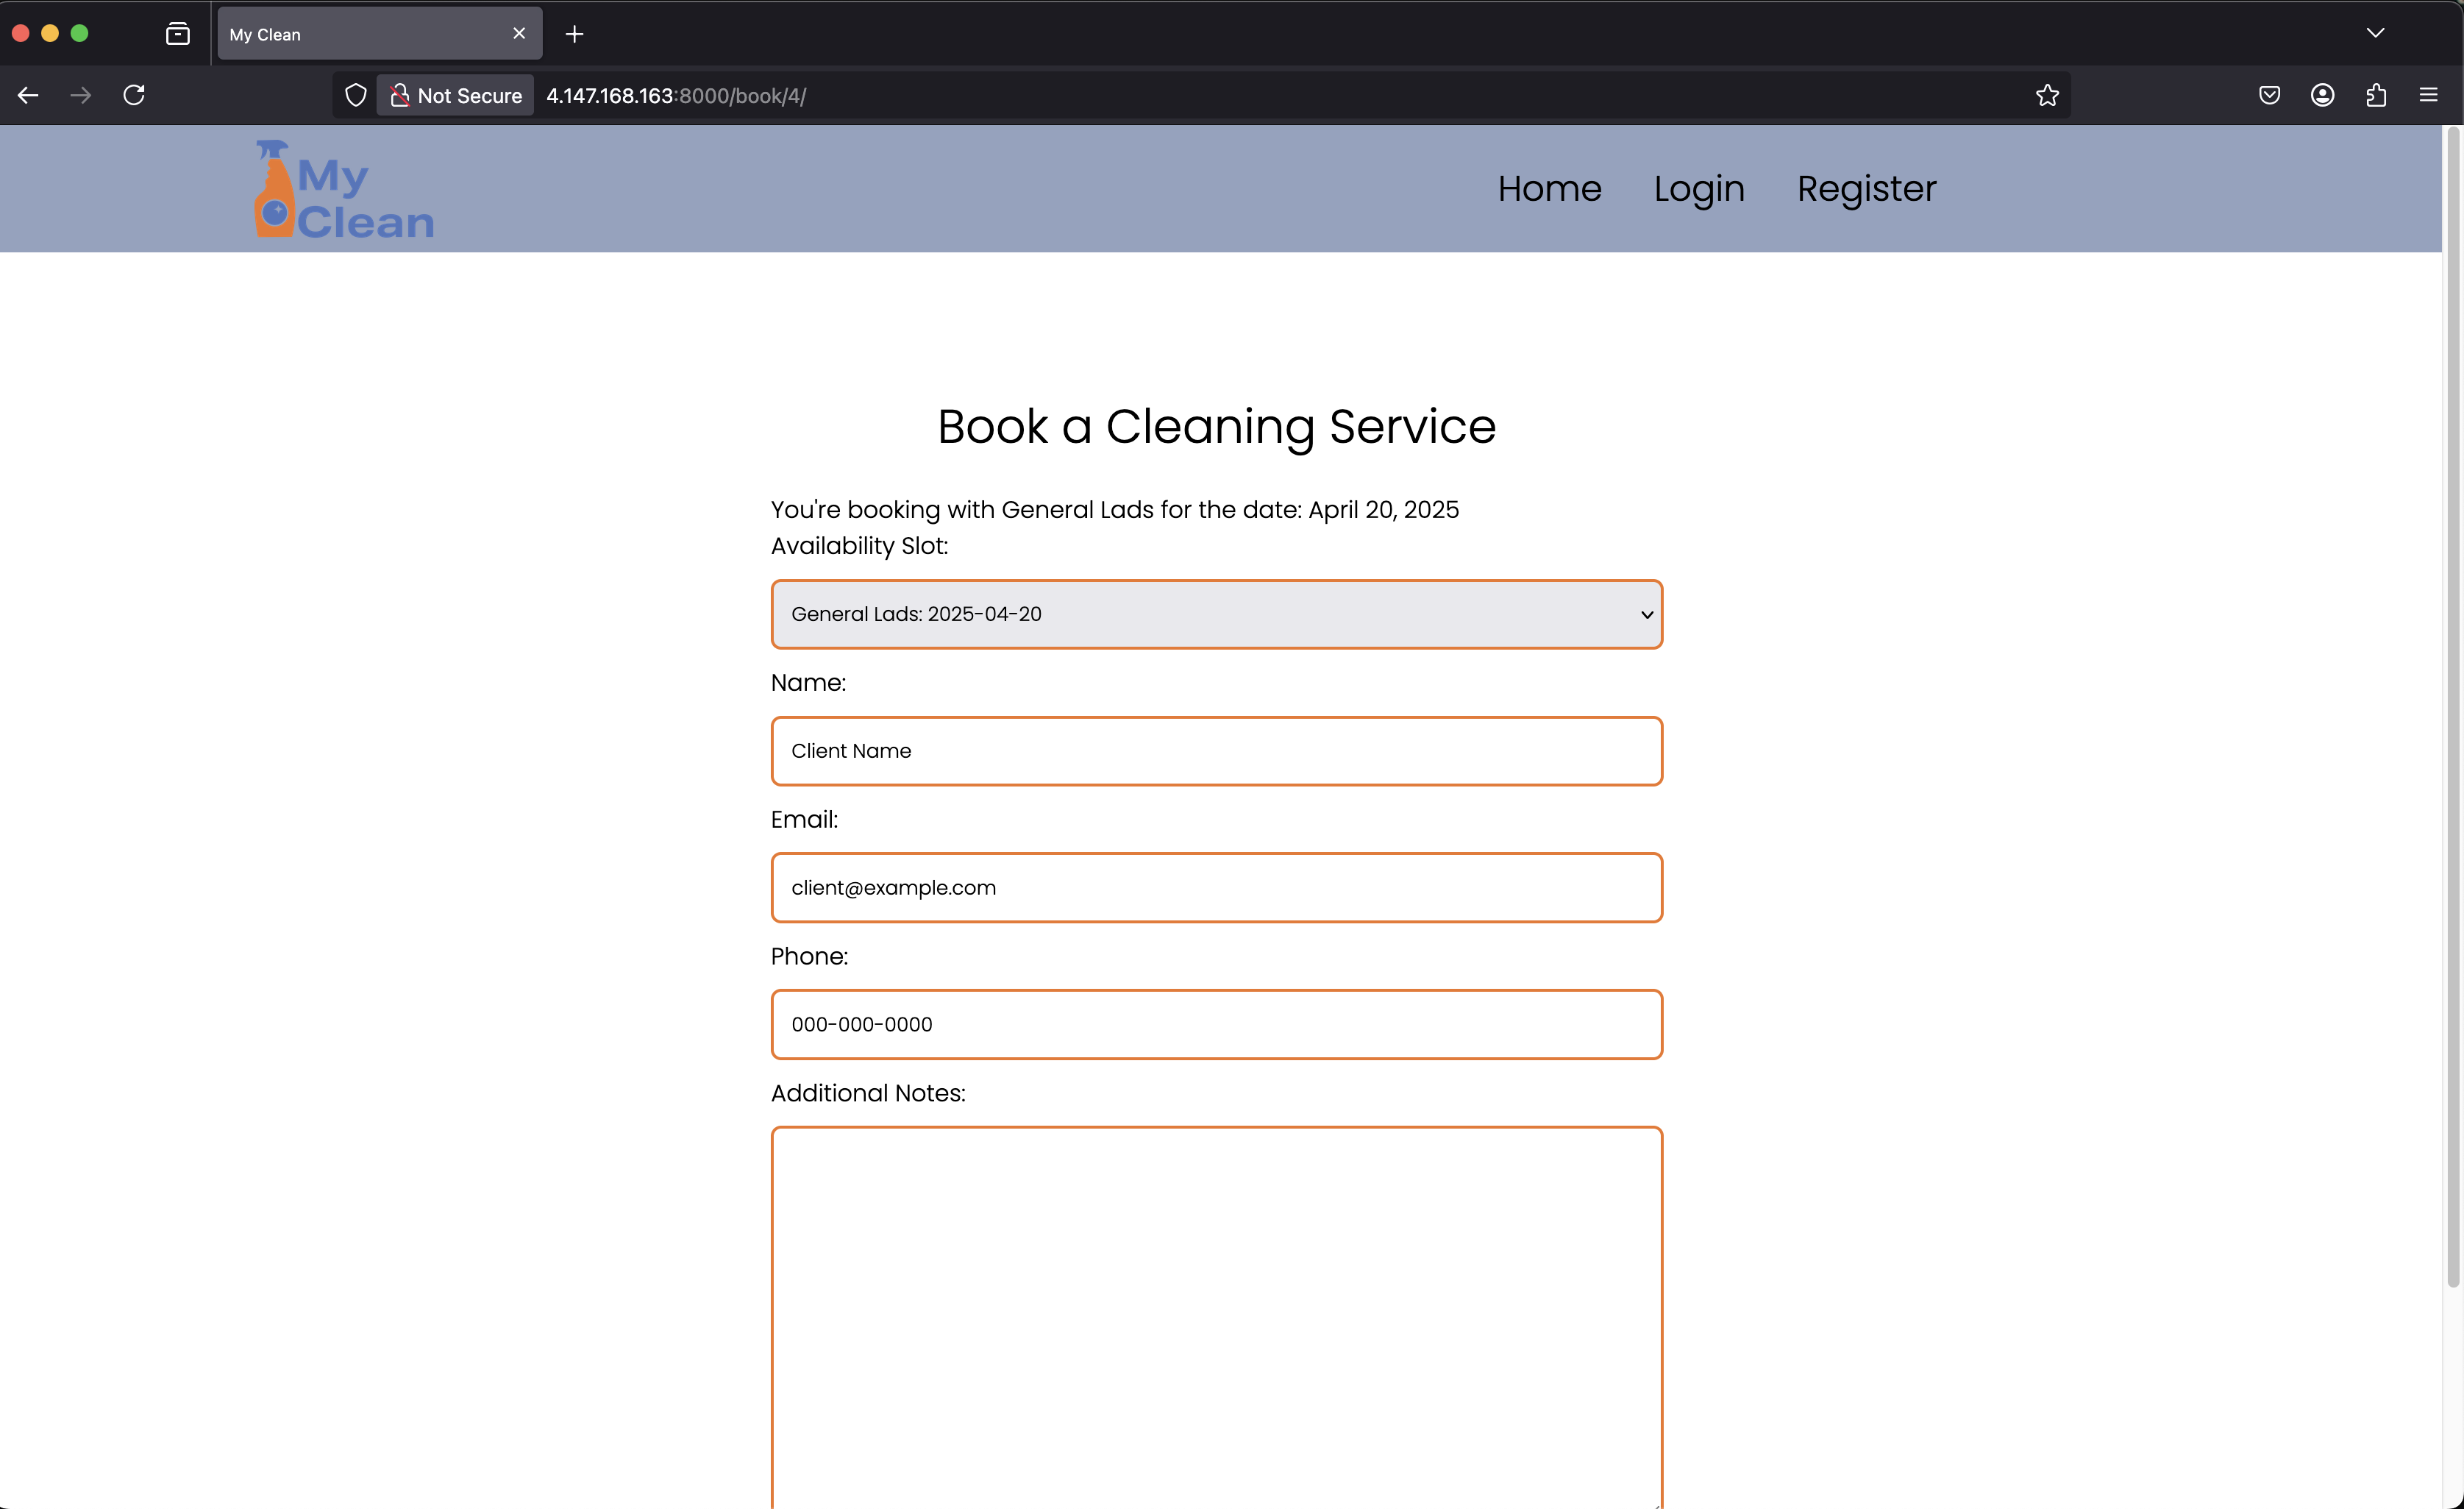 My Clean
Not Secure 4.147.168.163:8000/book/4/
My
Clean
Home Login Register
Book a Cleaning Service
You're booking with General Lads for the date: April 20, 2025
Availability Slot:
General Lads: 2025-04-20
Name:
Client Name
Email:
client@example.com
Phone:
000-000-0000
Additional Notes: